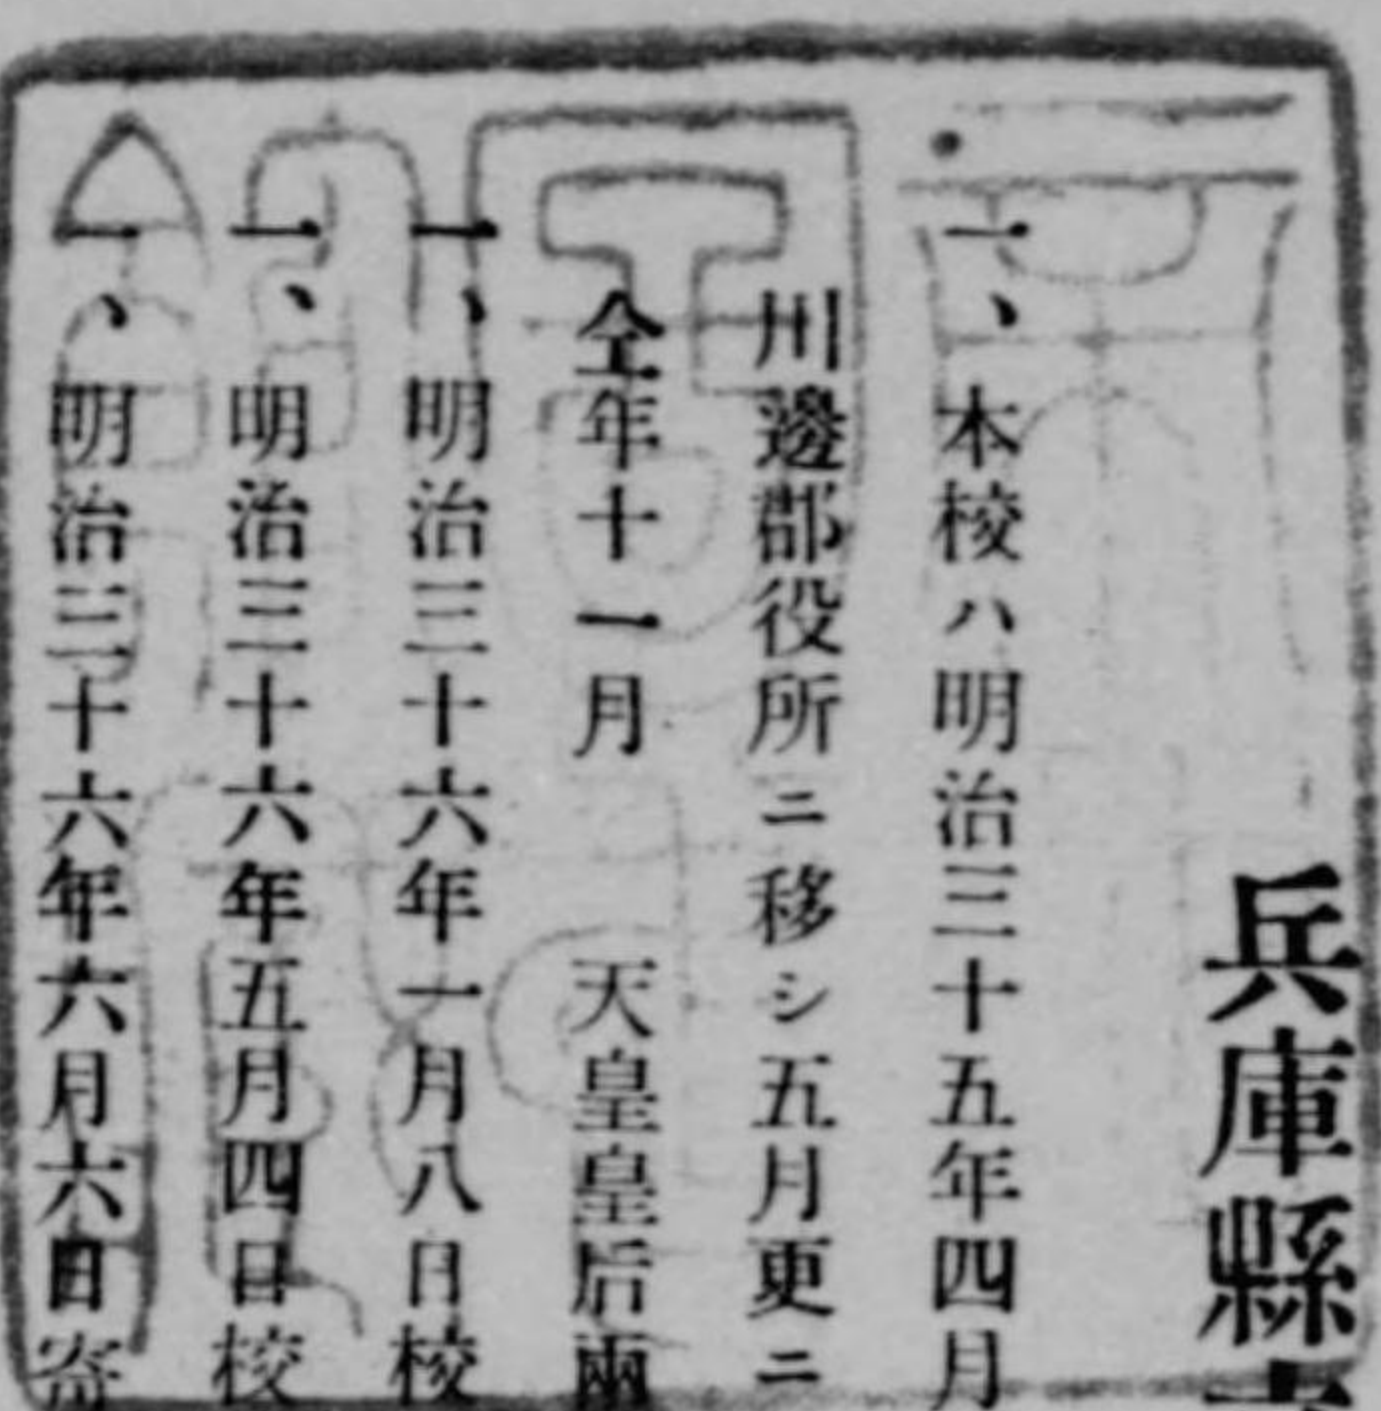 兵庫縣
一、本校ハ明治三十五年四月
川邊郡役所ニ移シ五月更ニ
仝年十一月　　天皇皇后兩
一、明治三十六年一月八日校
一、明治三十六年五月四日校
一、明治三十六年六月六日寄